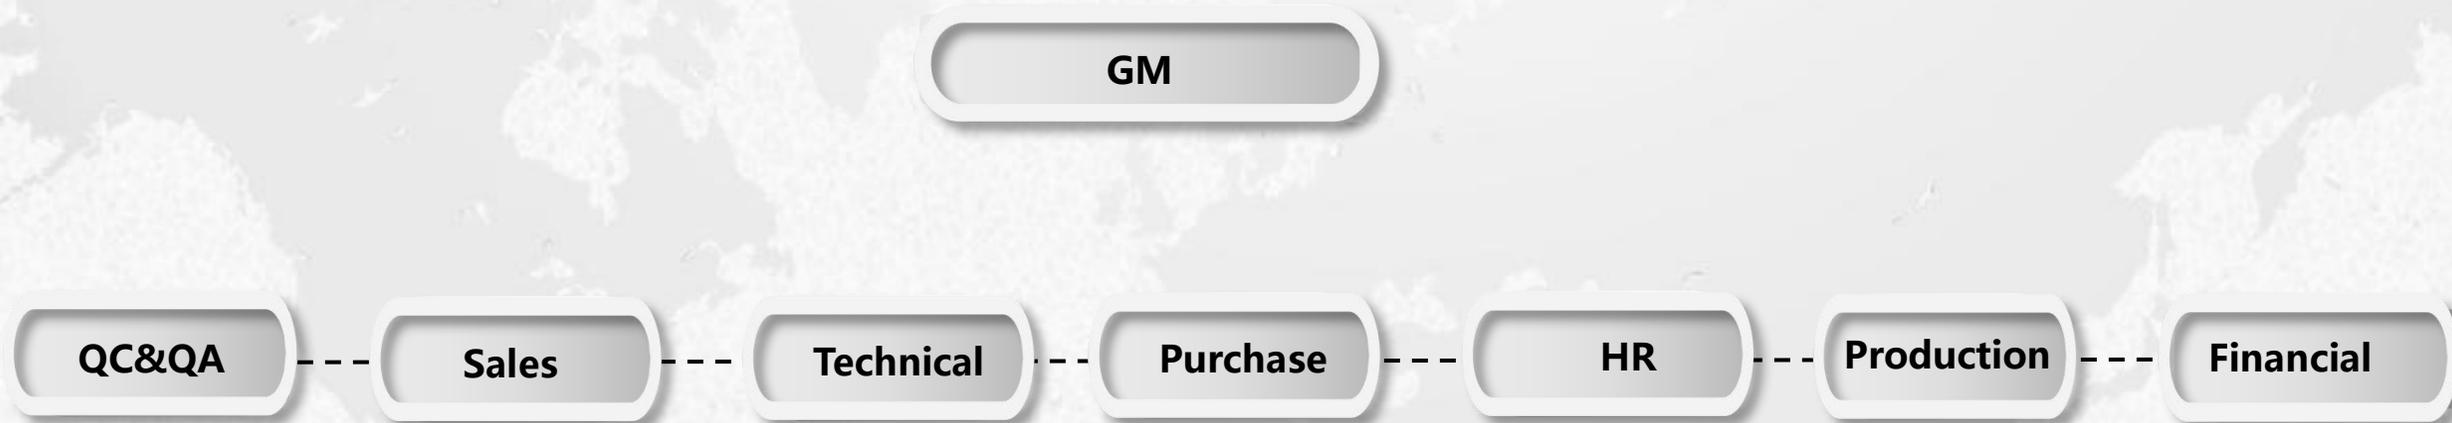 GM
QC&QA
Sales
Technical
Purchase
HR
Production
Financial